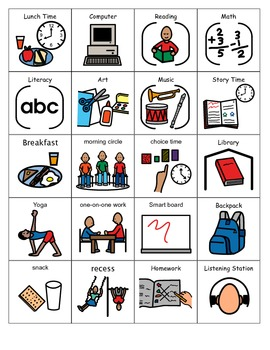 Lunch Time
Computer
Reading
Math
2
+ 3
5
3
- 2
1
Literacy
Art
Music
Story Time
abc
Breakfast
morning circle
choice time
Library
Yoga
one-on-one work
Smart board
Backpack
snack
recess
Homework
Listening Station